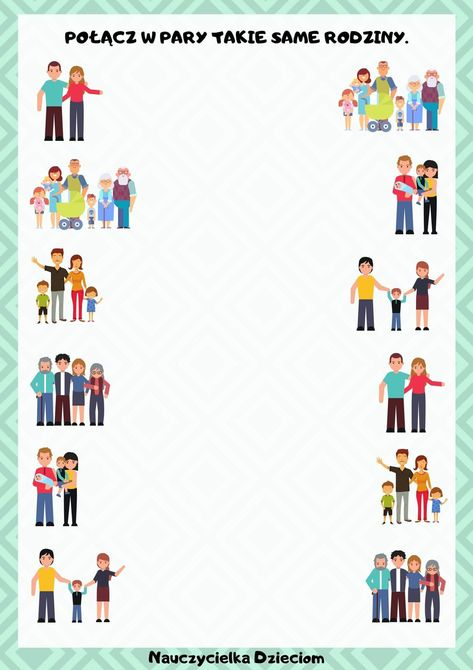 POŁĄCZ W PARY TAKIE SAME RODZINY.
Nauczycielka Dzieciom